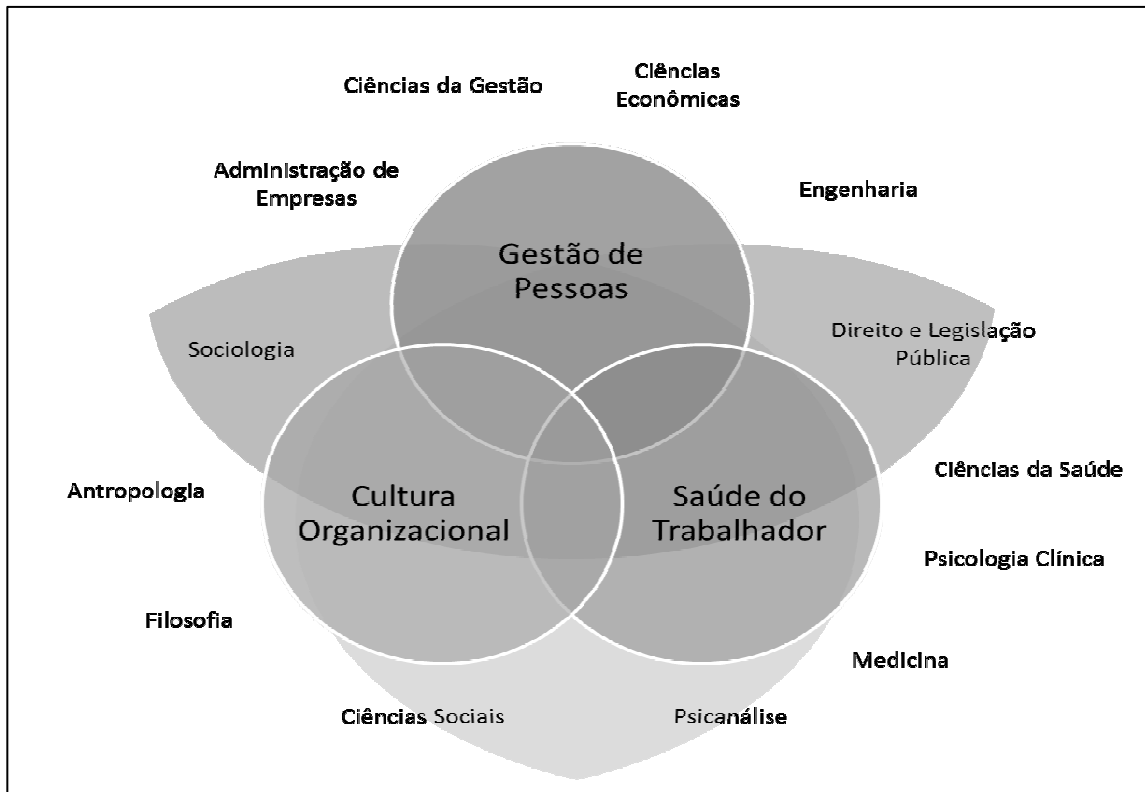 Ciências da Gestão
Ciências
Econômicas
Administração de
Empresas
Engenharia
Gestão de
Pessoas
Sociologia
Direito e Legislação
Pública
Antropologia
Cultura
Organizacional
Saúde do
Trabalhador
Ciências da Saúde
Psicologia Clínica
Filosofia
Medicina
Ciências Sociais
Psicanálise